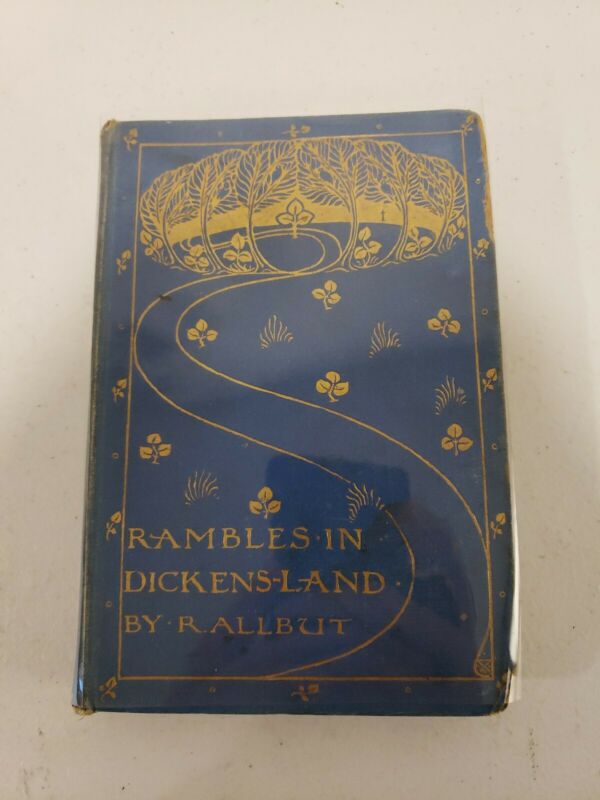 RAMBLES·IN
DICKENS-LAND·
BY·R.ALLBUT